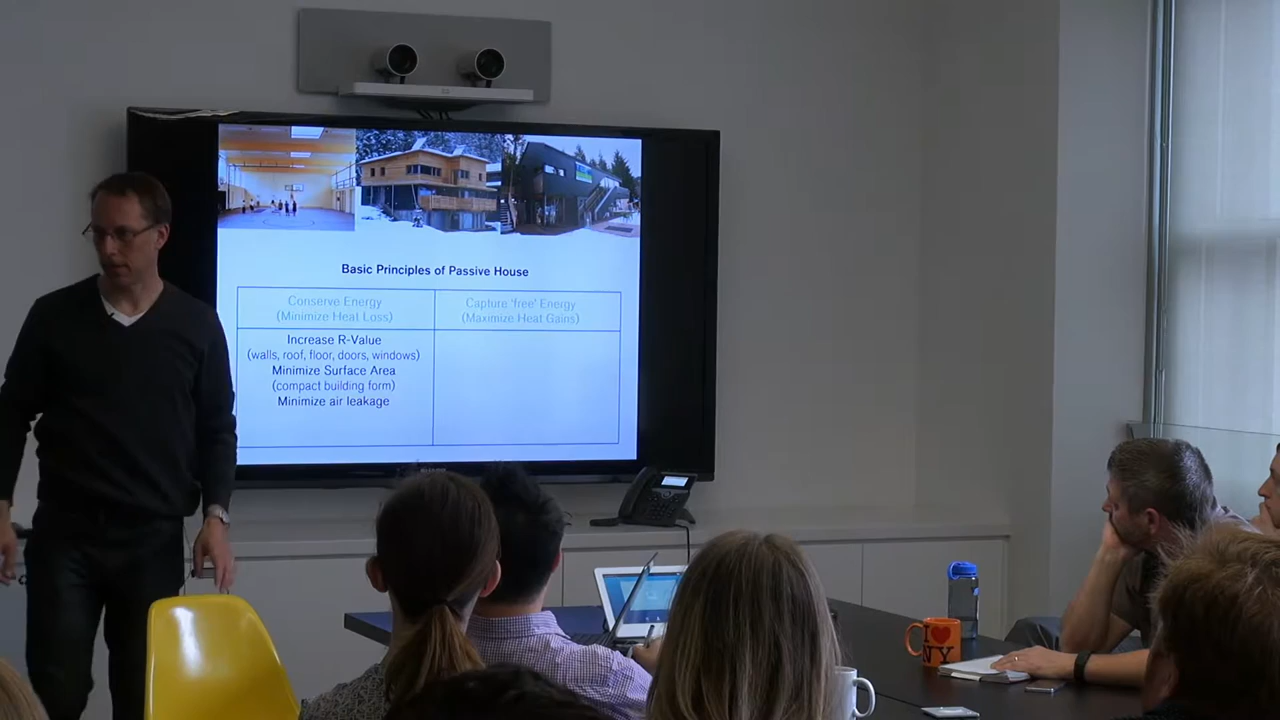 Basic Principles of Passive House
Conserve Energy
(Minimize Heat Loss)
Capture 'free' Energy
(Maximize Heat Gains)
Increase R-Value
(walls, roof, floor, doors, windows)
Minimize Surface Area
(compact building form)
Minimize air leakage
I ♥
NY